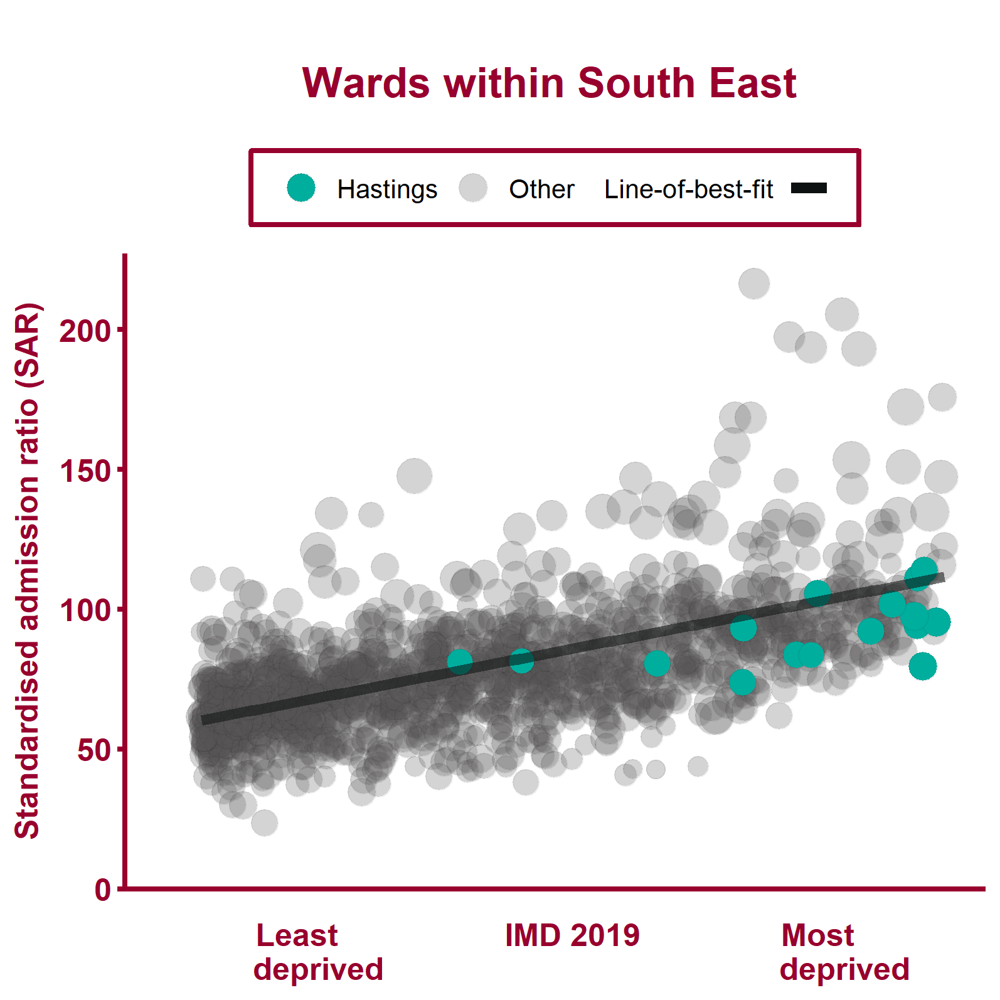 Wards within South East
Hastings Other Line-of-best-fit
Standardised admission ratio (SAR)
200
150
100
50
0
Least deprived
IMD 2019
Most deprived